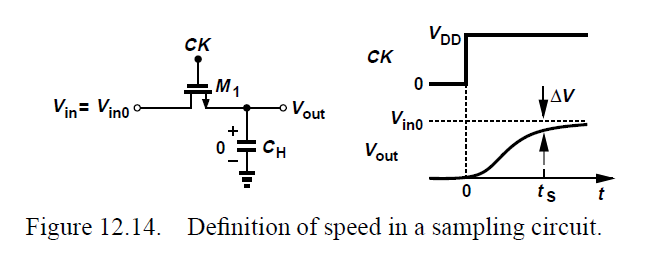 CK
M1
Vin= Vin0
Vout
+
0
−
CH
CK
VDD
0
ΔV
Vin0
Vout
0
ts
t
Figure 12.14. Definition of speed in a sampling circuit.